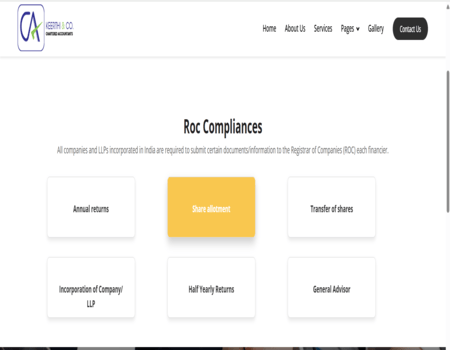 CA
KEERTHI & CO.
CHARTERED ACCOUNTANTS
Home About Us Services Pages Gallery Contact Us
Roc Compliances
All companies and LLPs incorporated in India are required to submit certain documents/information to the Registrar of Companies (ROC) each financier.
Annual returns Share allotment Transfer of shares
Incorporation of Company/
LLP
Half Yearly Returns General Advisor